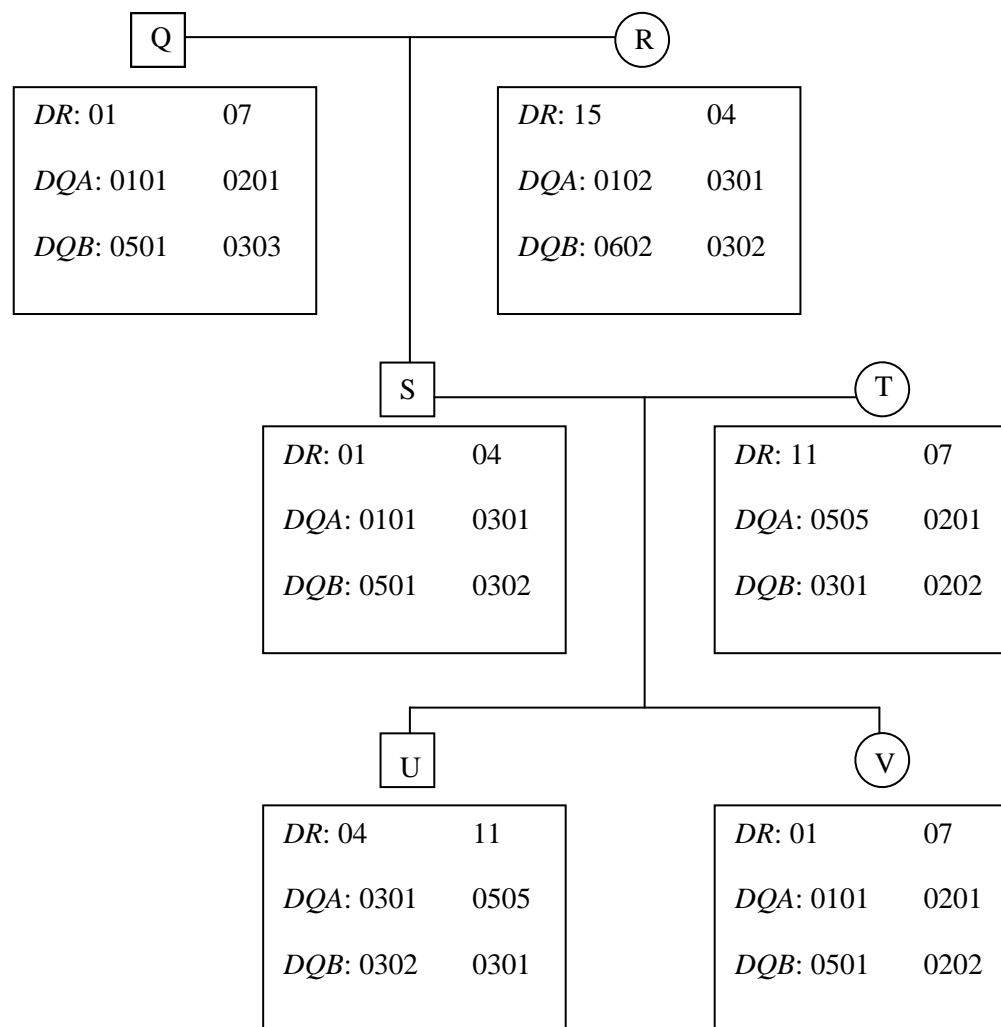 Q
R
DR: 01 07
DQA: 0101 0201
DQB: 0501 0303
DR: 15 04
DQA: 0102 0301
DQB: 0602 0302
S
T
DR: 01 04
DQA: 0101 0301
DQB: 0501 0302
DR: 11 07
DQA: 0505 0201
DQB: 0301 0202
U
V
DR: 04 11
DQA: 0301 0505
DQB: 0302 0301
DR: 01 07
DQA: 0101 0201
DQB: 0501 0202